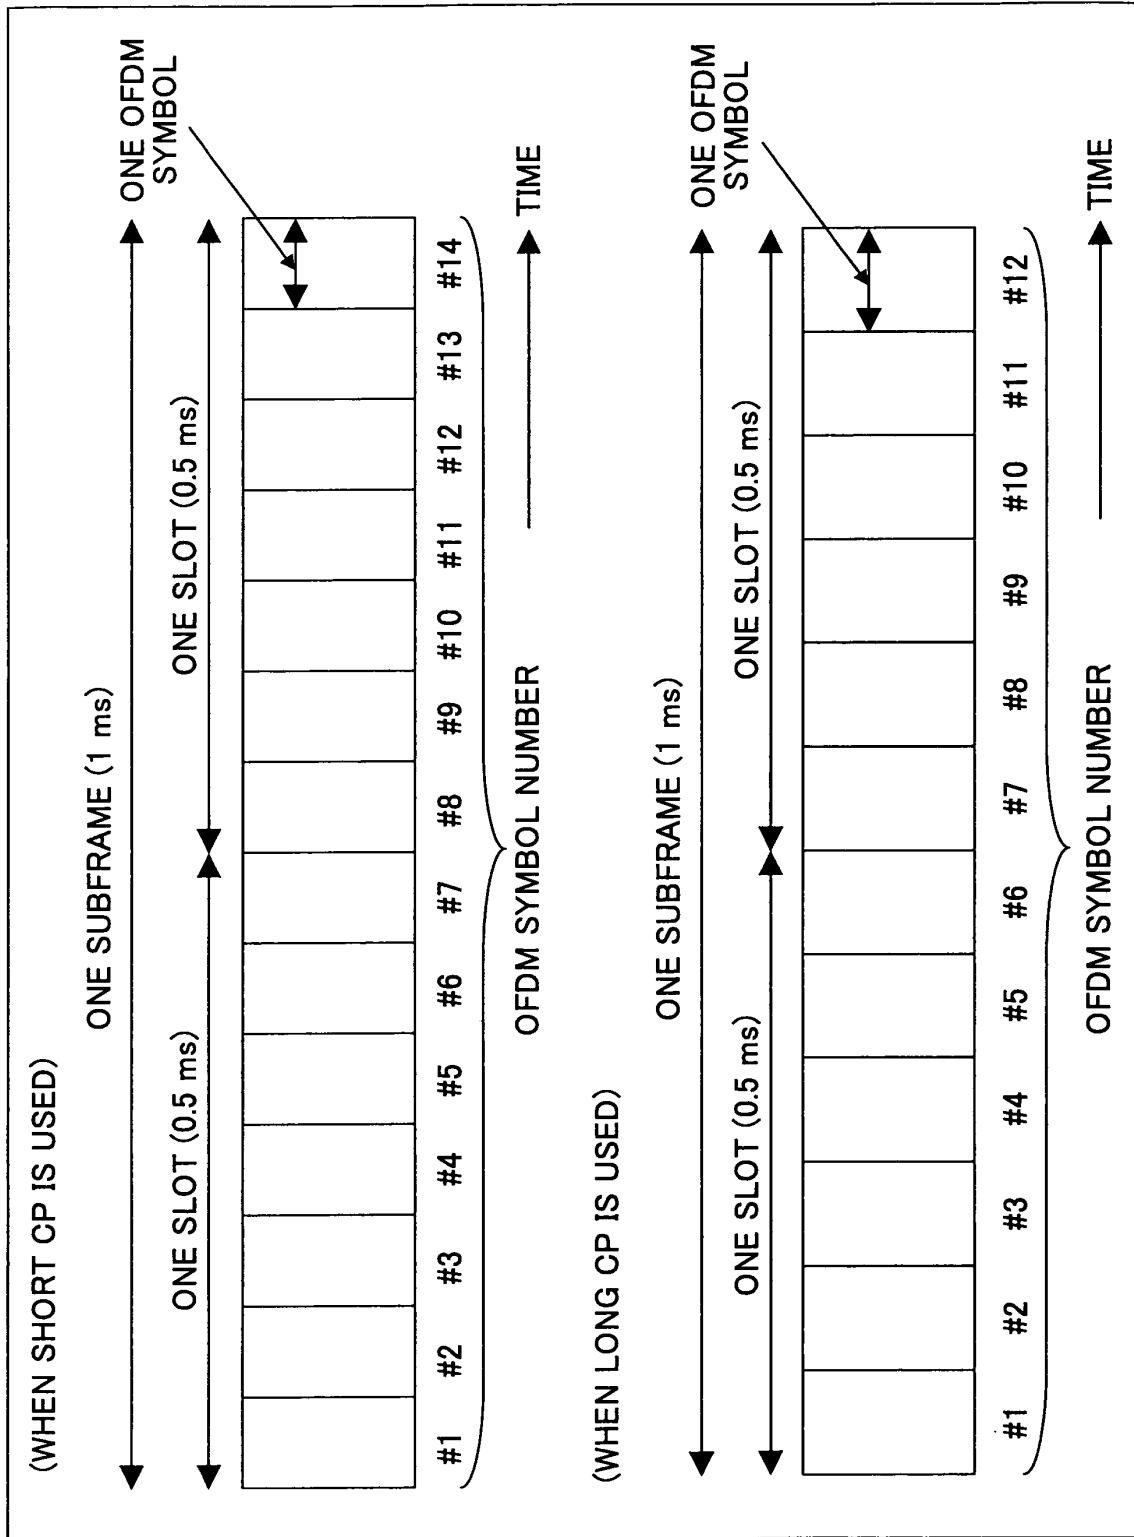 (WHEN SHORT CP IS USED)
ONE SUBFRAME (1 ms)
ONE OFDM
SYMBOL
ONE SLOT (0.5 ms)
ONE SLOT (0.5 ms)
#1 #2 #3 #4 #5 #6 #7 #8 #9 #10 #11 #12 #13 #14
OFDM SYMBOL NUMBER
TIME
(WHEN LONG CP IS USED)
ONE SUBFRAME (1 ms)
ONE OFDM
SYMBOL
ONE SLOT (0.5 ms)
ONE SLOT (0.5 ms)
#1 #2 #3 #4 #5 #6 #7 #8 #9 #10 #11 #12
OFDM SYMBOL NUMBER
TIME